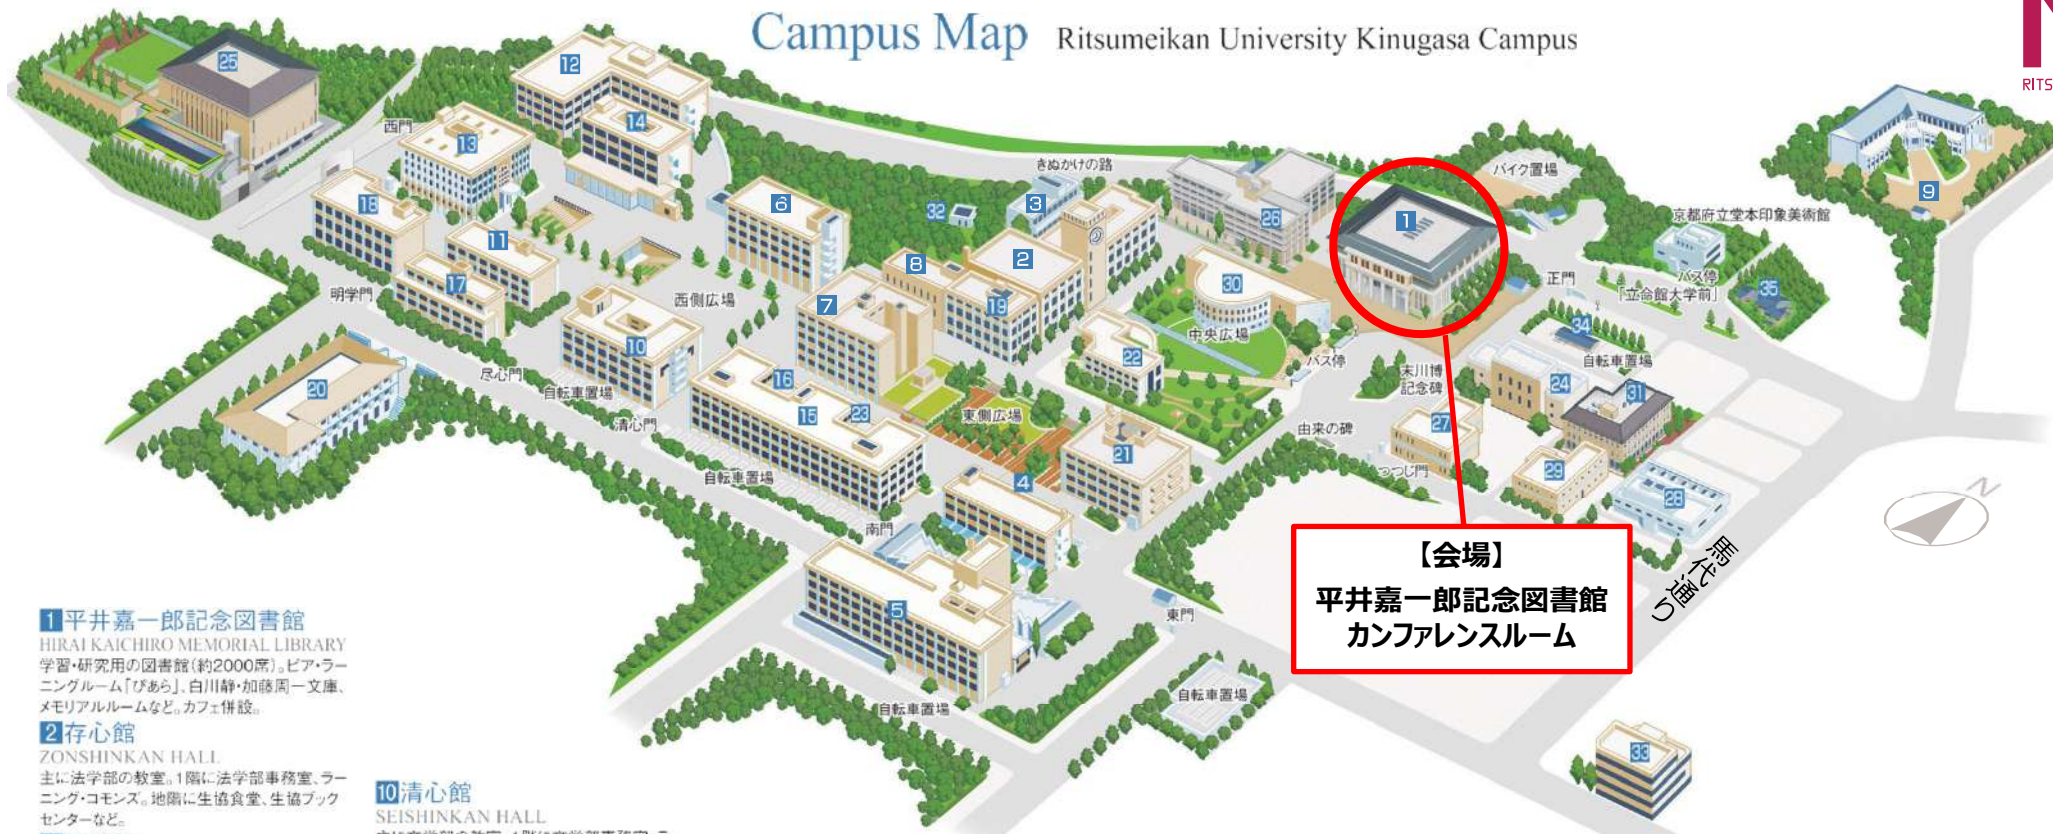 Campus Map Ritsumeikan University Kinugasa Campus
RITS
25
12
西門
14
13
きぬかけの路
バイク置場
18
6
32
3
26
1
9
京都府立堂本印象美術館
11
8
2
正門
バス停
「立命館大学前」
35
明学門
17
西側広場
7
19
30
中央広場
34
自転車置場
10
22
バス停
末川博
記念碑
20
尽心門
自転車置場
16
24
31
清心門
15
23
東側広場
由来の碑
27
自転車置場
21
つつじ門
29
28
4
南門
馬代通り
N
【会場】
平井嘉一郎記念図書館
カンファレンスルーム
5
東門
自転車置場
自転車置場
33
1平井嘉一郎記念図書館
HIRAI KAICHIRO MEMORIAL LIBRARY
学習・研究用の図書館(約2000席)。ピア・ラー
ニングルーム「ぴあら」、白川静・加藤周一文庫、
メモリアルルームなど。カフェ併設。
2存心館
ZONSHINKAN HALL
主に法学部の教室。1階に法学部事務室、ラー
ニング・コモンズ。地階に生協食堂、生協ブック
センターなど。
10清心館
SEISHINKAN HALL